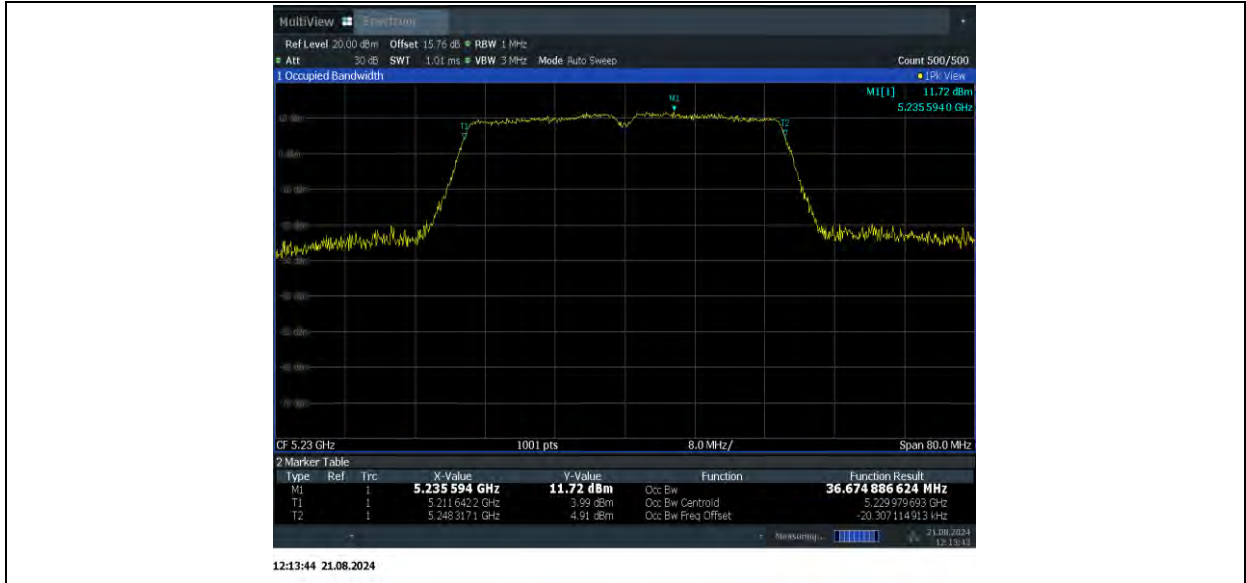 MultiView Spectrum
Ref Level 20.00 dBm Offset 15.76 dB RBW 1 MHz
Att 30 dB SWT 1.01 ms VBW 3 MHz Mode Auto Sweep Count 500/500
1 Occupied Bandwidth 1Pk View
M1[1] 11.72 dBm
5.235 5940 GHz
M1
T1
T2
10 dBm
0 dBm
CF 5.23 GHz 1001 pts 8.0 MHz/ Span 80.0 MHz
2 Marker Table
Type Ref Trc X-Value Y-Value Function Function Result
M1 1 5.235 594 GHz 11.72 dBm Occ Bw 36.674 886 624 MHz
T1 1 5.211 642 2 GHz 3.99 dBm Occ Bw Centroid 5.229 979 693 GHz
T2 1 5.248 317 1 GHz 4.91 dBm Occ Bw Freq Offset -20.307 114 913 kHz
Measuring... 21.08.2024
12:13:43
12:13:44 21.08.2024